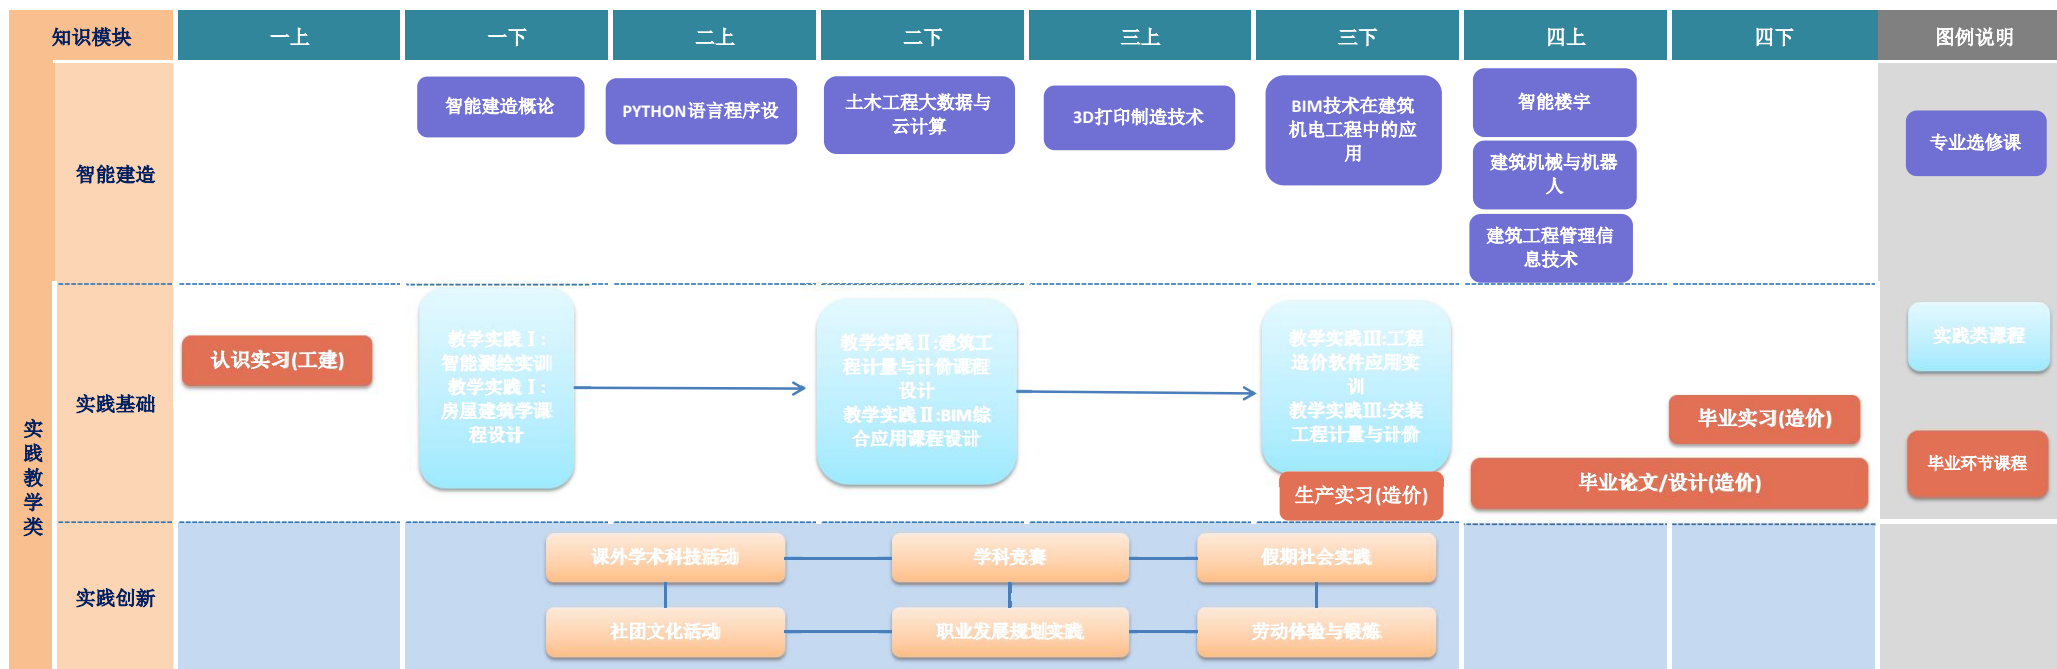 知识模块
一上
一下
二上
二下
三上
三下
四上
四下
图例说明
智能建造
智能建造概论
PYTHON语言程序设
土木工程大数据与
云计算
3D打印制造技术
BIM技术在建筑
机电工程中的应
用
智能楼宇
建筑机械与机器
人
建筑工程管理信
息技术
专业选修课
实践教学类
实践基础
认识实习(工建)
教学实践Ⅰ:
智能测绘实训
教学实践Ⅰ:
房屋建筑学课
程设计
教学实践Ⅱ:建筑工
程计量与计价课程
设计
教学实践Ⅱ:BIM综
合应用课程设计
教学实践Ⅲ:工程
造价软件应用实
训
教学实践Ⅲ:安装
工程计量与计价
生产实习(造价)
毕业实习(造价)
毕业论文/设计(造价)
实践类课程
毕业环节课程
实践创新
课外学术科技活动
学科竞赛
假期社会实践
社团文化活动
职业发展规划实践
劳动体验与锻炼